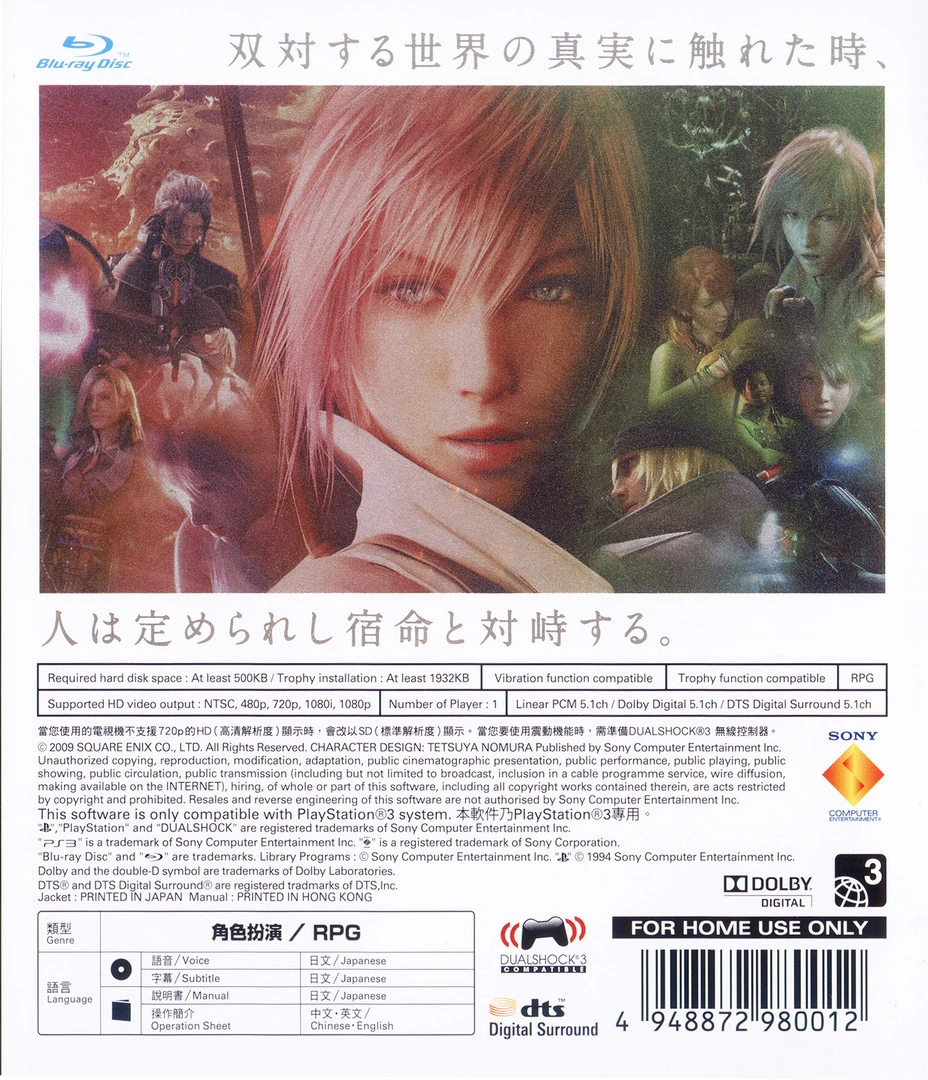 Blu-ray Disc™
双対する世界の真実に触れた時、
人は定められし宿命と対峙する。
Required hard disk space : At least 500KB / Trophy installation : At least 1932KB Vibration function compatible Trophy function compatible RPG
Supported HD video output : NTSC, 480p, 720p, 1080i, 1080p Number of Player : 1 Linear PCM 5.1ch / Dolby Digital 5.1ch / DTS Digital Surround 5.1ch
當您使用的電視機不支援720p的HD (高清解析度) 顯示時，會改以SD (標準解析度) 顯示。當您要使用震動機能時，需準備DUALSHOCK®3 無線控制器。
© 2009 SQUARE ENIX CO., LTD. All Rights Reserved. CHARACTER DESIGN: TETSUYA NOMURA Published by Sony Computer Entertainment Inc.
Unauthorized copying, reproduction, modification, adaptation, public cinematographic presentation, public performance, public playing, public
showing, public circulation, public transmission (including but not limited to broadcast, inclusion in a cable programme service, wire diffusion,
making available on the INTERNET), hiring, of whole or part of this software, including all copyright works contained therein, are acts restricted
by copyright and prohibited. Resales and reverse engineering of this software are not authorised by Sony Computer Entertainment Inc.
This software is only compatible with PlayStation®3 system. 本軟件乃PlayStation®3專用。
" ","PlayStation" and "DUALSHOCK" are registered trademarks of Sony Computer Entertainment Inc.
"PS3" is a trademark of Sony Computer Entertainment Inc. " " is a registered trademark of Sony Corporation.
"Blu-ray Disc" and " " are trademarks. Library Programs : © Sony Computer Entertainment Inc. " " © 1994 Sony Computer Entertainment Inc.
Dolby and the double-D symbol are trademarks of Dolby Laboratories.
DTS® and DTS Digital Surround® are registered trademarks of DTS,Inc.
Jacket : PRINTED IN JAPAN Manual : PRINTED IN HONG KONG
SONY
COMPUTER
ENTERTAINMENT®
DOLBY
DIGITAL
3
類型
Genre
角色扮演 / RPG
語言
Language
語音 / Voice 日文 / Japanese
字幕 / Subtitle 日文 / Japanese
說明書 / Manual 日文 / Japanese
操作簡介 中文・英文 /
Operation Sheet Chinese・English
DUALSHOCK®3
COMPATIBLE
dts™
Digital Surround
FOR HOME USE ONLY
4 948872 980012